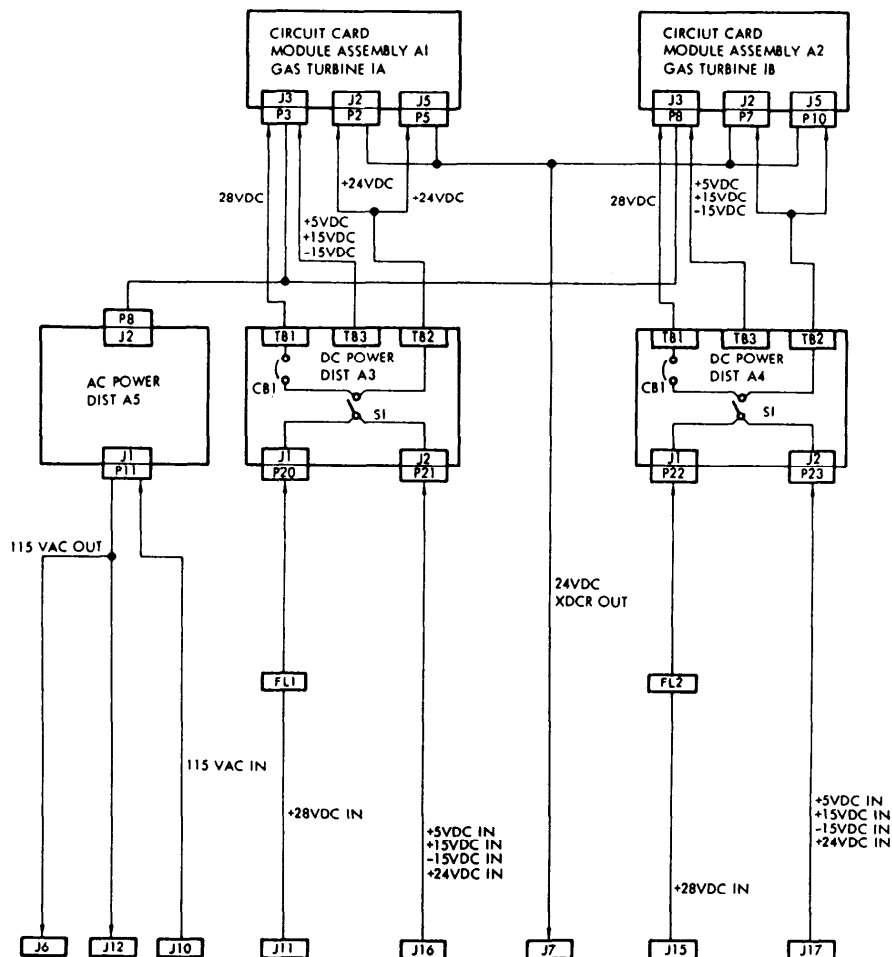 CIRCUIT CARD
MODULE ASSEMBLY A1
GAS TURBINE 1A
J3
P3
J2
P2
J5
P5
CIRCIUT CARD
MODULE ASSEMBLY A2
GAS TURBINE 1B
J3
P8
J2
P7
J5
P10
28VDC
+5VDC
+15VDC
-15VDC
+24VDC
+24VDC
28VDC
+5VDC
+15VDC
-15VDC
P8
J2
AC POWER
DIST A5
J1
P11
TB1
TB3
TB2
DC POWER
DIST A3
CB1
S1
J1
P20
J2
P21
TB1
TB3
TB2
DC POWER
DIST A4
CB1
S1
J1
P22
J2
P23
115 VAC OUT
24VDC
XDCR OUT
FL1
FL2
115 VAC IN
+28VDC IN
+5VDC IN
+15VDC IN
-15VDC IN
+24VDC IN
+28VDC IN
+5VDC IN
+15VDC IN
-15VDC IN
+24VDC IN
J6
J12
J10
J11
J16
J7
J15
J17